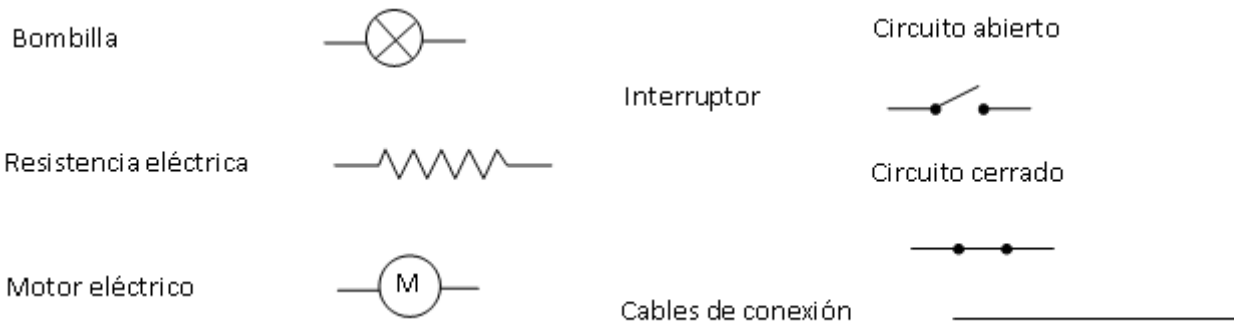 Bombilla
Resistencia eléctrica
Motor eléctrico
M
Circuito abierto
Interruptor
Circuito cerrado
Cables de conexión